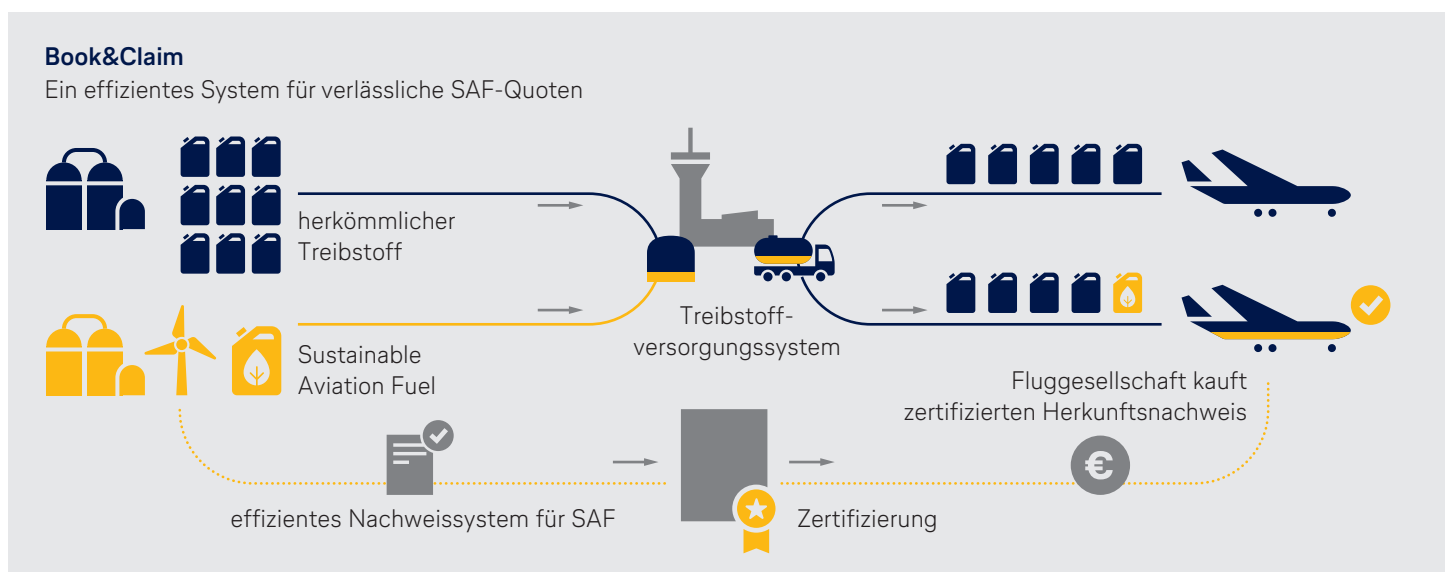 Book&Claim
Ein effizientes System für verlässliche SAF-Quoten
herkömmlicher
Treibstoff
Sustainable
Aviation Fuel
Treibstoff-
versorgungssystem
Fluggesellschaft kauft
zertifizierten Herkunftsnachweis
€
effizientes Nachweissystem für SAF
Zertifizierung